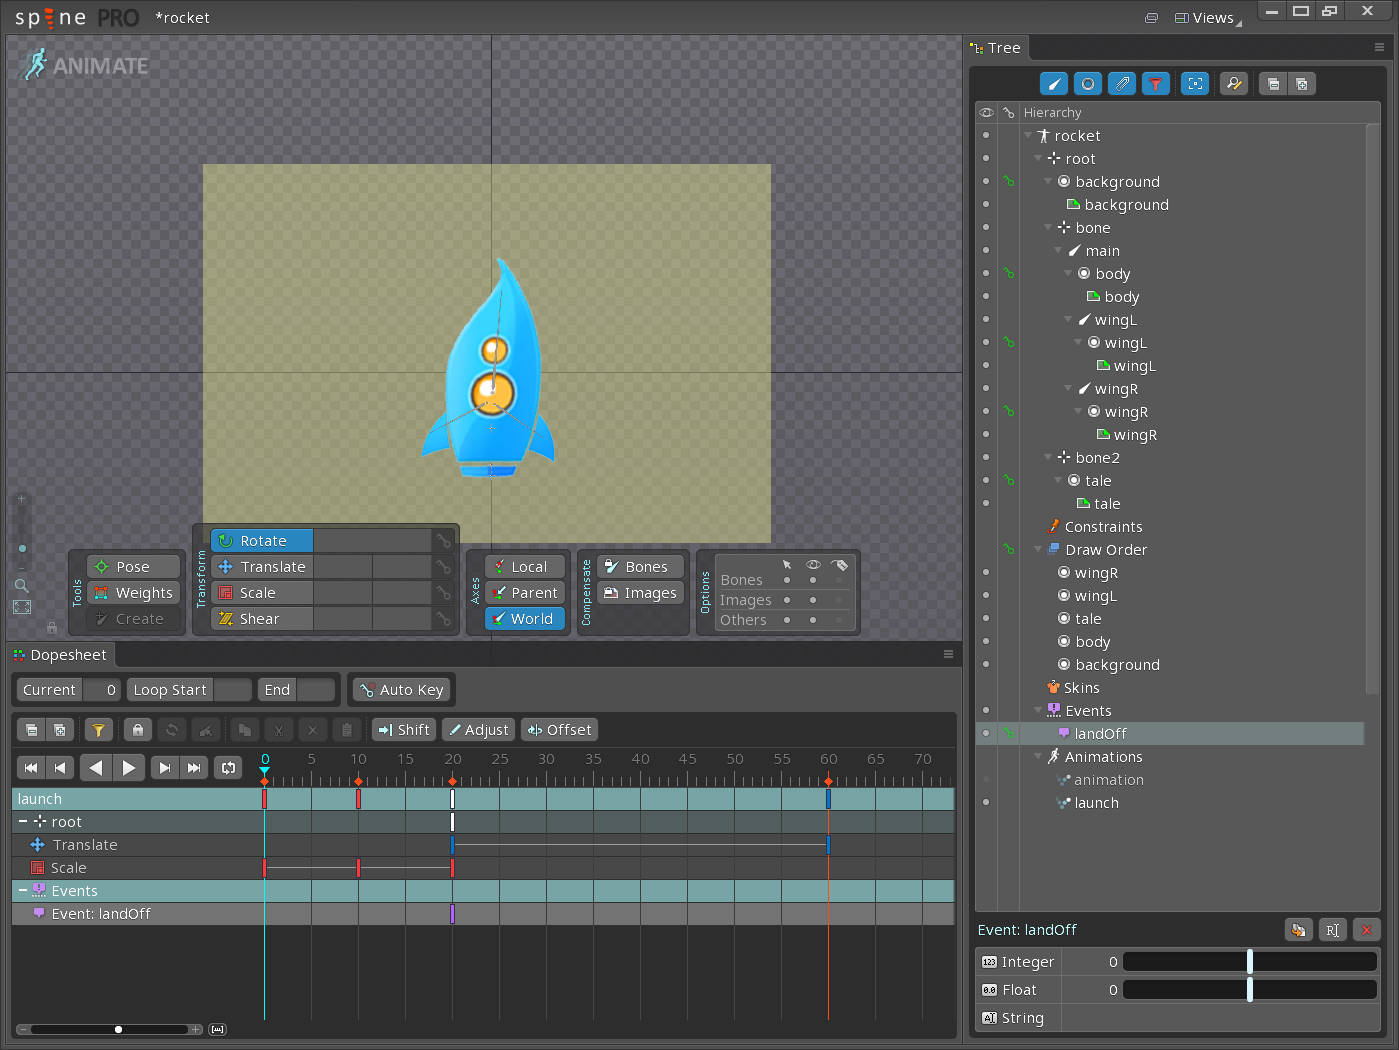 spine PRO *rocket
Views
ANIMATE
Tree
Hierarchy
rocket
root
background
background
bone
main
body
body
wingL
wingL
wingL
wingR
wingR
wingR
bone2
tale
tale
Constraints
Draw Order
wingR
wingL
tale
body
background
Skins
Events
landOff
Animations
animation
launch
Tools
Pose
Weights
Create
Transform
Rotate
Translate
Scale
Shear
Axes
Local
Parent
World
Compensate
Bones
Images
Options
Bones
Images
Others
Dopesheet
Current 0 Loop Start End Auto Key
Shift Adjust Offset
0 5 10 15 20 25 30 35 40 45 50 55 60 65 70
launch
root
Translate
Scale
Events
Event: landOff
Event: landOff
123 Integer 0
0.0 Float 0
AI String